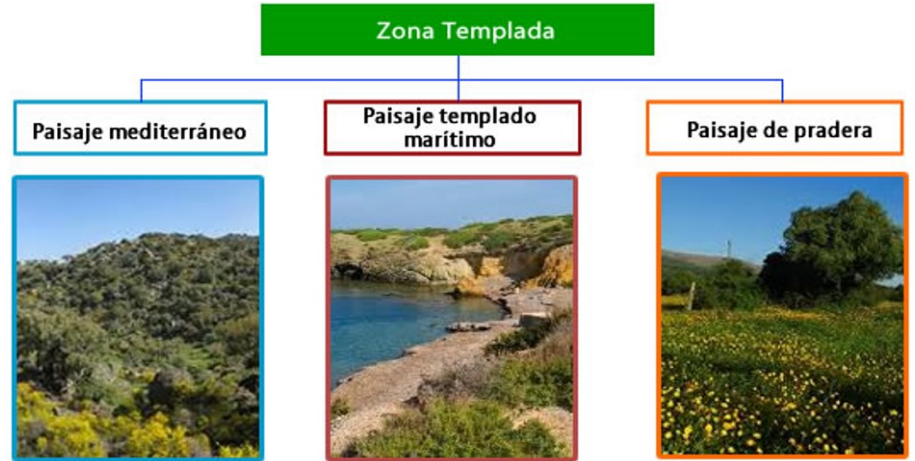 Zona Templada
Paisaje mediterráneo
Paisaje templado
marítimo
Paisaje de pradera